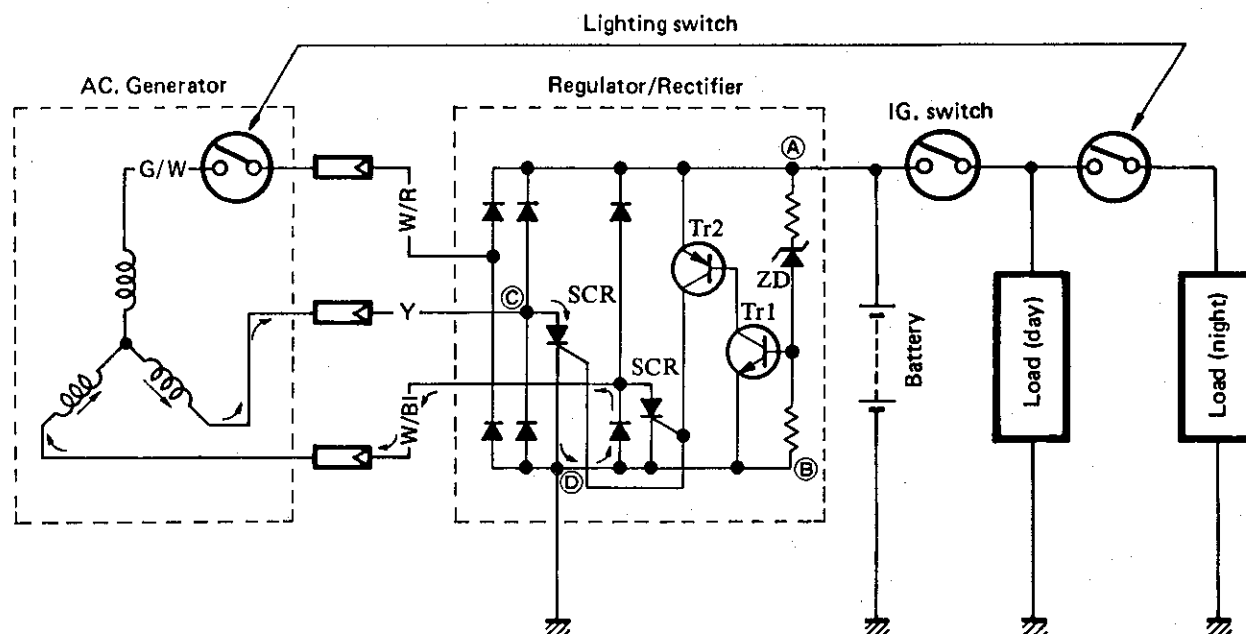 Lighting switch
AC. Generator
Regulator/Rectifier
IG. switch
G/W
W/R
A
Tr2
ZD
C
SCR
Y
Tr1
SCR
W/Bl
D
B
Battery
Load (day)
Load (night)